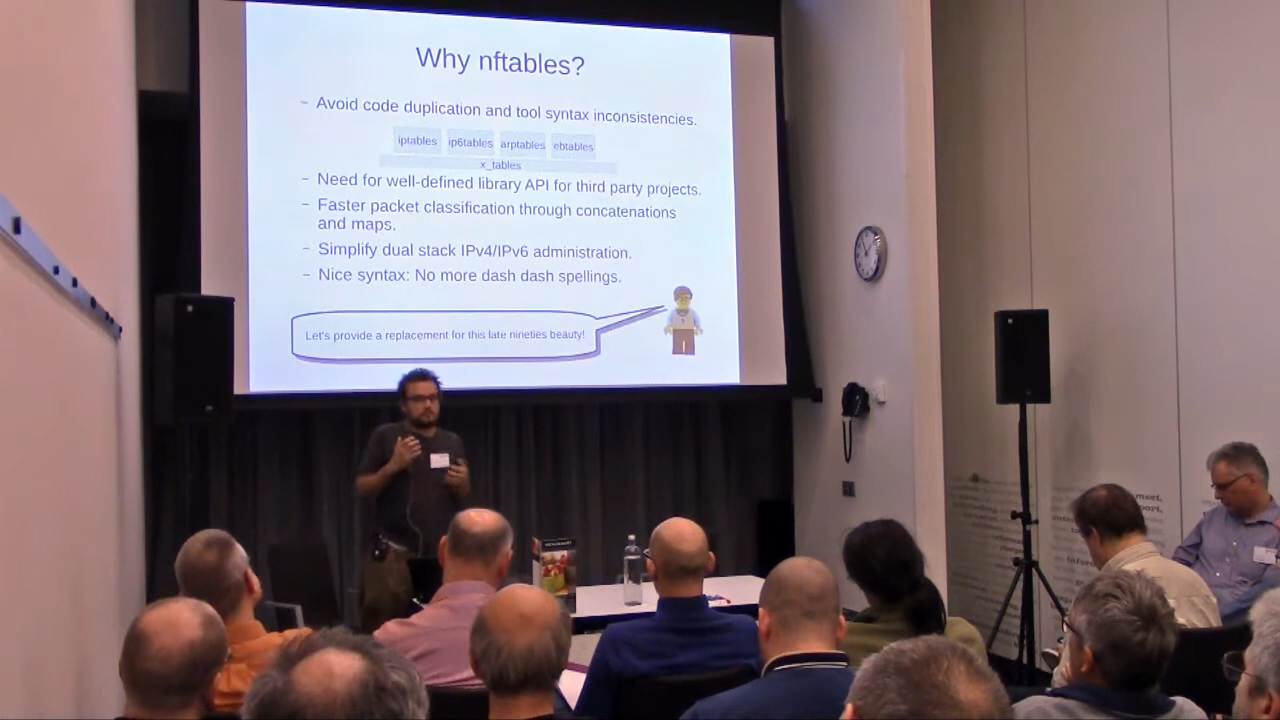 Why nftables?
– Avoid code duplication and tool syntax inconsistencies.
iptables ip6tables arptables ebtables
x_tables
– Need for well-defined library API for third party projects.
– Faster packet classification through concatenations
and maps.
– Simplify dual stack IPv4/IPv6 administration.
– Nice syntax: No more dash dash spellings.
Let's provide a replacement for this late nineties beauty!